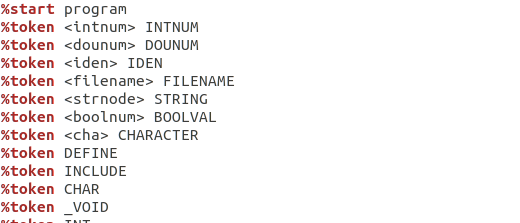 %start program
%token <intnum> INTNUM
%token <dounum> DOUNUM
%token <iden> IDEN
%token <filename> FILENAME
%token <strnode> STRING
%token <boolnum> BOOLVAL
%token <cha> CHARACTER
%token DEFINE
%token INCLUDE
%token CHAR
%token _VOID
%token INT